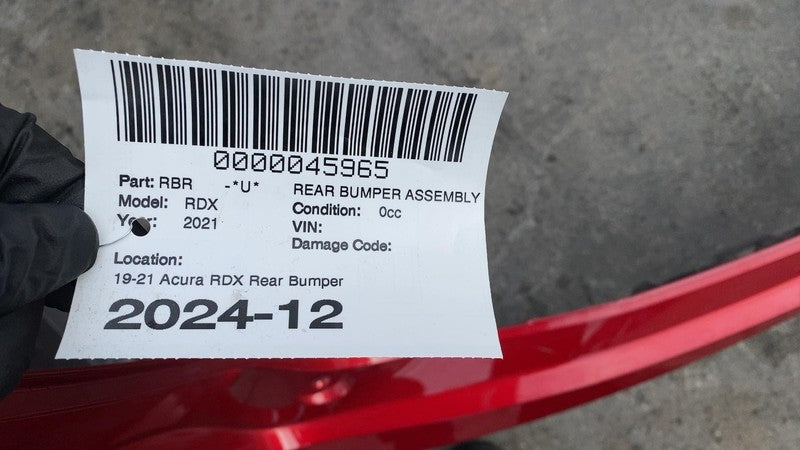 0000045965
Part: RBR -*U* REAR BUMPER ASSEMBLY
Model: RDX Condition: 0cc
Year: 2021 VIN:
Damage Code:
Location:
19-21 Acura RDX Rear Bumper
2024-12